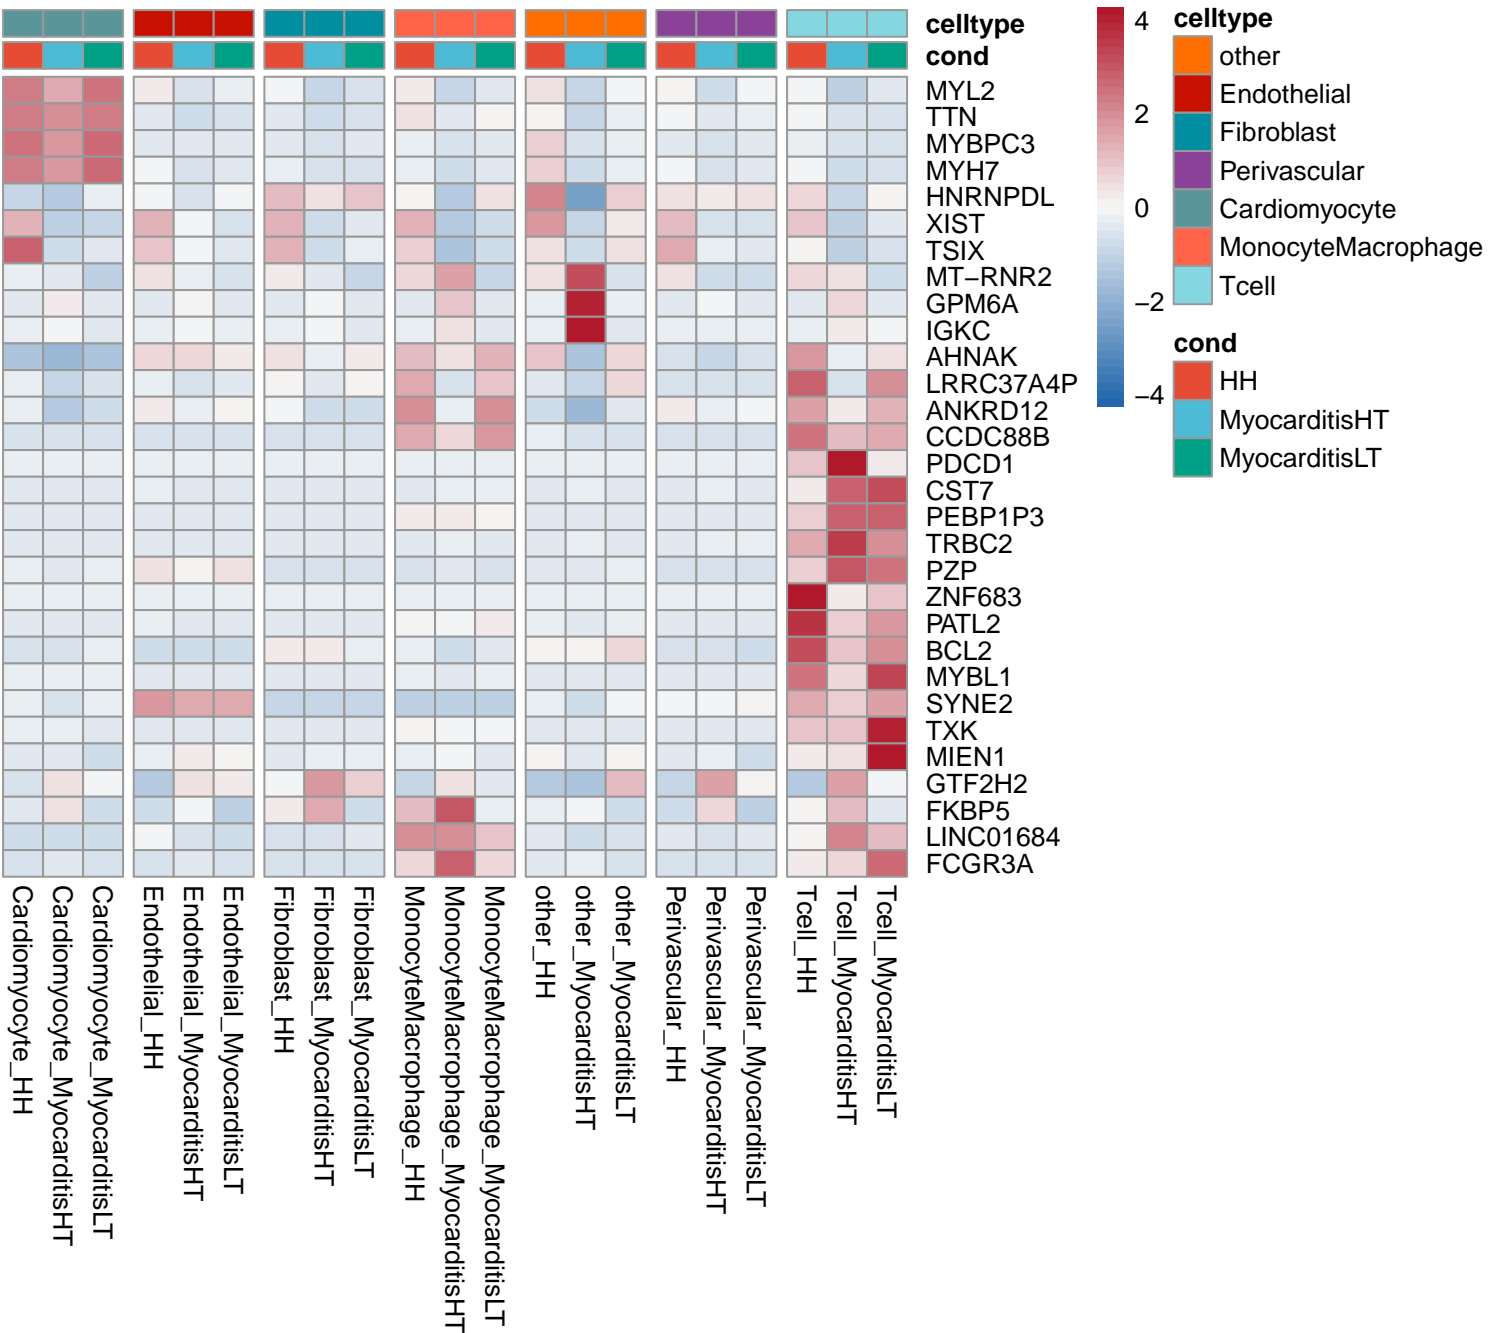 celltype
cond
MYL2
TTN
MYBPC3
MYH7
HNRNPDL
XIST
TSIX
MT−RNR2
GPM6A
IGKC
AHNAK
LRRC37A4P
ANKRD12
CCDC88B
PDCD1
CST7
PEBP1P3
TRBC2
PZP
ZNF683
PATL2
BCL2
MYBL1
SYNE2
TXK
MIEN1
GTF2H2
FKBP5
LINC01684
FCGR3A
Cardiomyocyte_HH
Cardiomyocyte_MyocarditisHT
Cardiomyocyte_MyocarditisLT
Endothelial_HH
Endothelial_MyocarditisHT
Endothelial_MyocarditisLT
Fibroblast_HH
Fibroblast_MyocarditisHT
Fibroblast_MyocarditisLT
MonocyteMacrophage_HH
MonocyteMacrophage_MyocarditisHT
MonocyteMacrophage_MyocarditisLT
other_HH
other_MyocarditisHT
other_MyocarditisLT
Perivascular_HH
Perivascular_MyocarditisHT
Perivascular_MyocarditisLT
Tcell_HH
Tcell_MyocarditisHT
Tcell_MyocarditisLT
4
2
0
−2
−4
celltype
other
Endothelial
Fibroblast
Perivascular
Cardiomyocyte
MonocyteMacrophage
Tcell
cond
HH
MyocarditisHT
MyocarditisLT